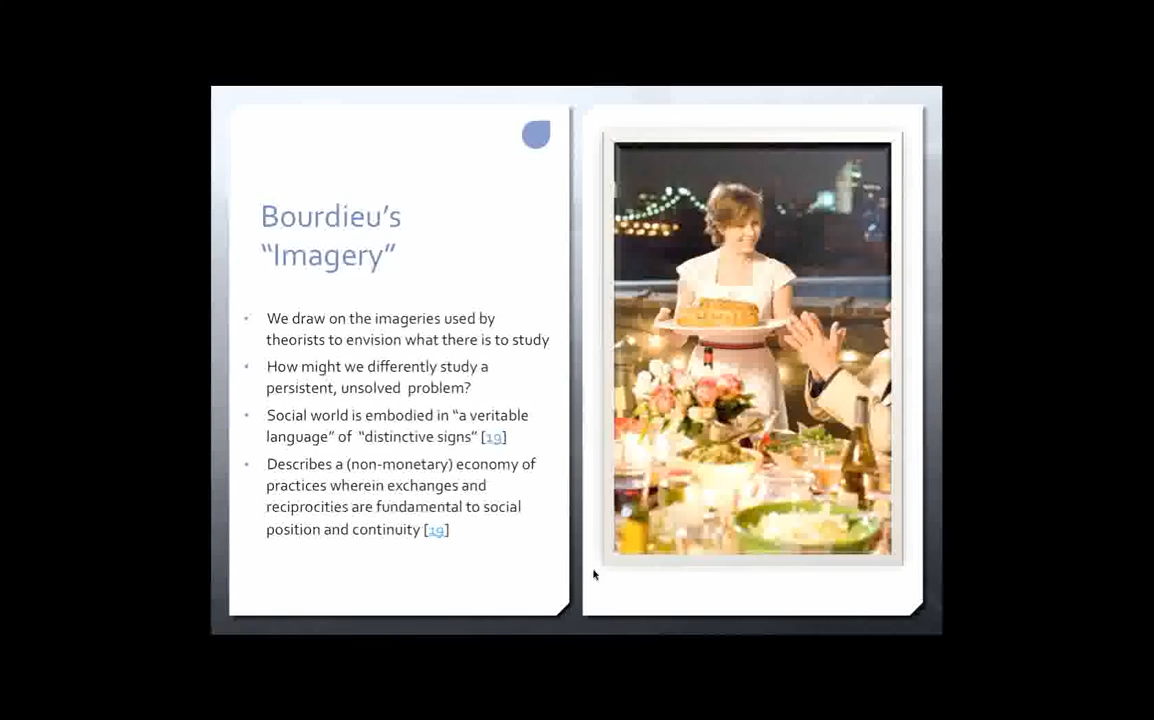 Bourdieu’s
“Imagery”
We draw on the imageries used by
theorists to envision what there is to study
How might we differently study a
persistent, unsolved problem?
Social world is embodied in “a veritable
language” of “distinctive signs” [19]
Describes a (non-monetary) economy of
practices wherein exchanges and
reciprocities are fundamental to social
position and continuity [19]